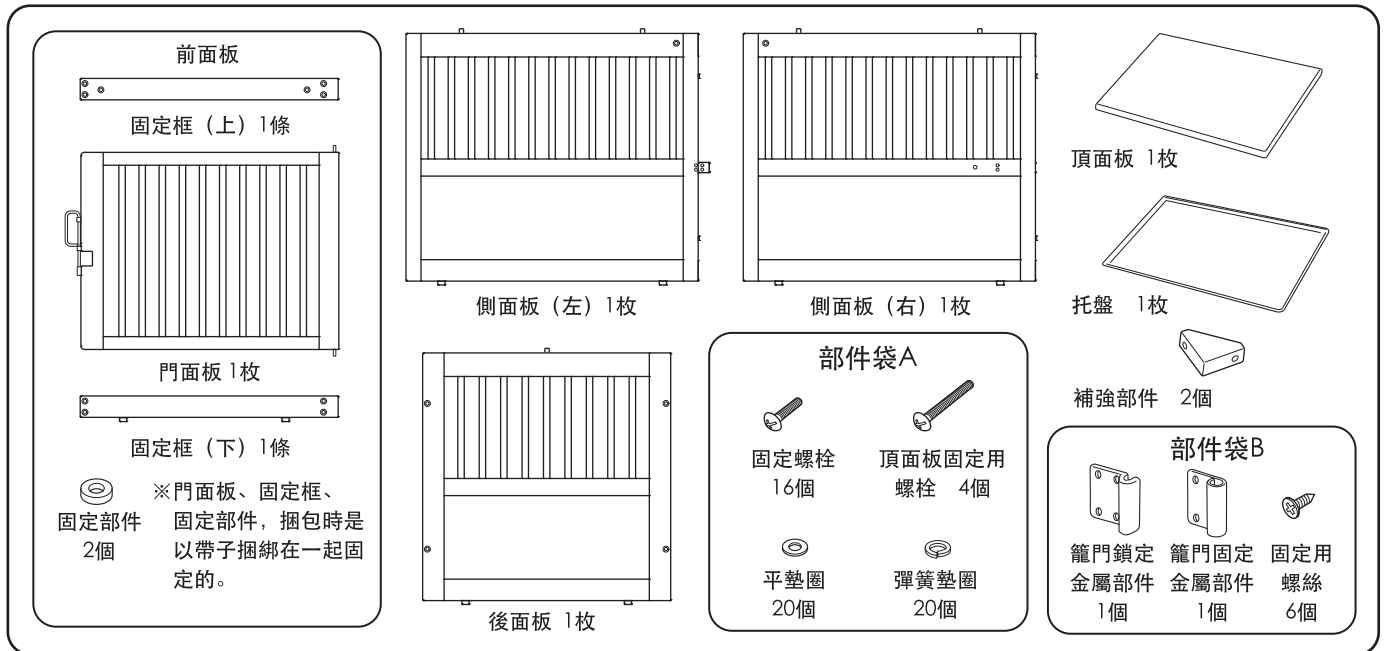 前面板
固定框（上）1條
門面板 1枚
固定框（下）1條
固定部件
2個
※門面板、固定框、
固定部件，捆包時是
以帶子捆綁在一起固
定的。
側面板（左）1枚
側面板（右）1枚
後面板 1枚
頂面板 1枚
托盤 1枚
補強部件 2個
部件袋A
固定螺栓
16個
頂面板固定用
螺栓 4個
平墊圈
20個
彈簧墊圈
20個
部件袋B
籠門鎖定
金屬部件
1個
籠門固定
金屬部件
1個
固定用
螺絲
6個